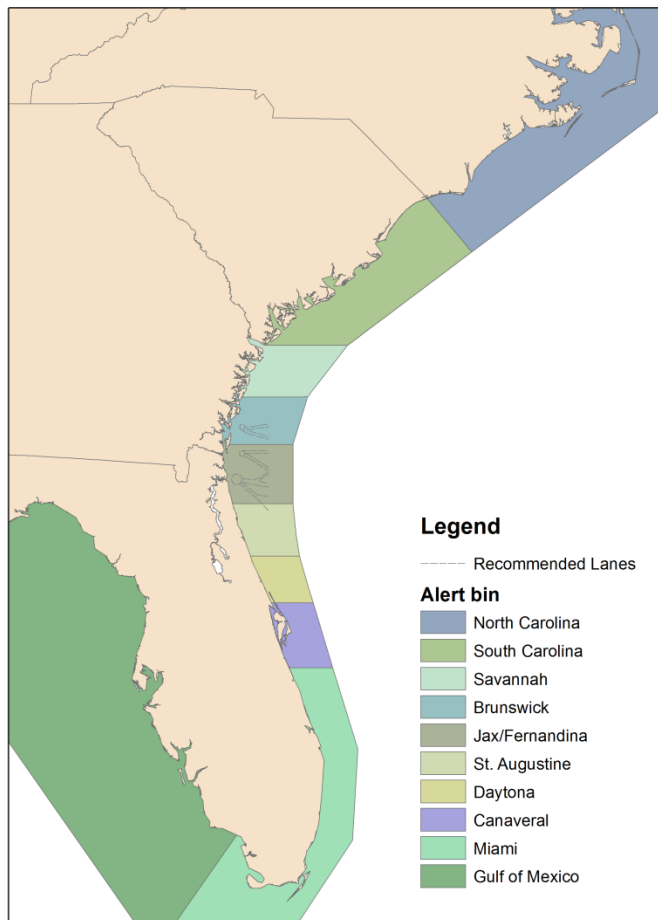 Legend
Recommended Lanes
Alert bin
North Carolina
South Carolina
Savannah
Brunswick
Jax/Fernandina
St. Augustine
Daytona
Canaveral
Miami
Gulf of Mexico